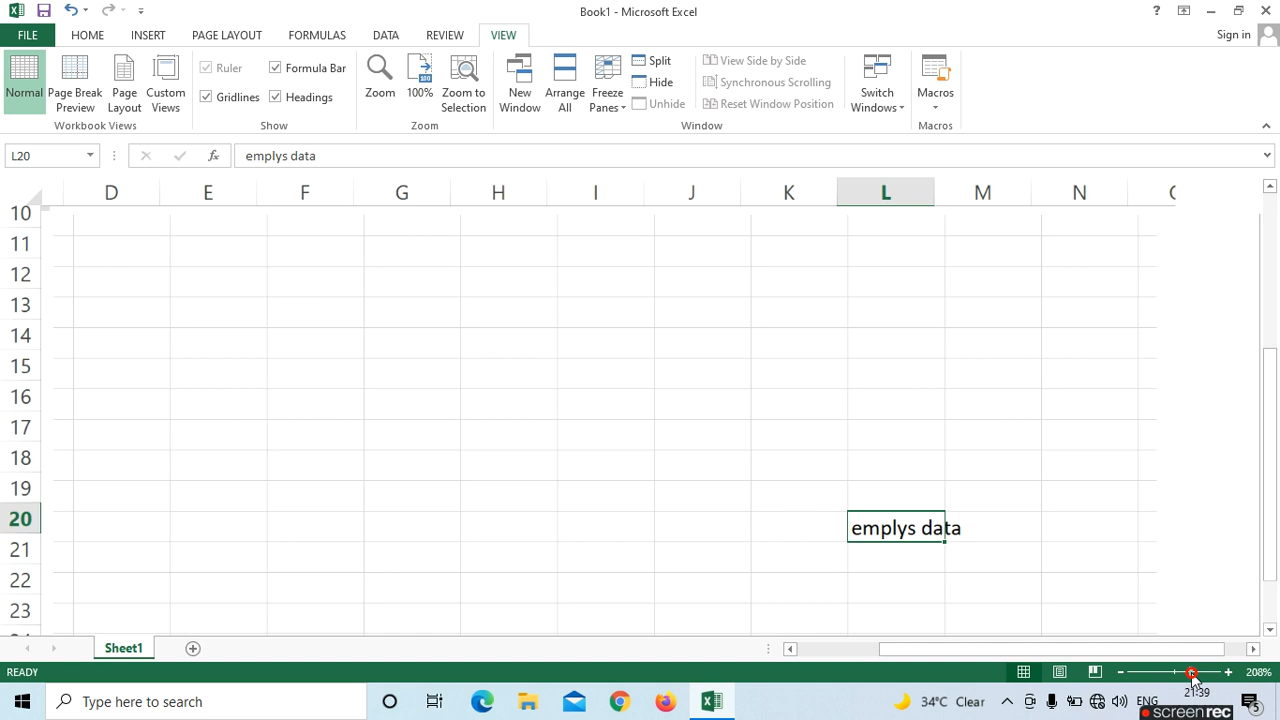 Book1 - Microsoft Excel
?
FILE HOME INSERT PAGE LAYOUT FORMULAS DATA REVIEW VIEW Sign in
Normal
Page Break Preview
Page Layout
Custom Views
Workbook Views
Ruler
Formula Bar
Gridlines
Headings
Show
Zoom
100%
Zoom to Selection
Zoom
New Window
Arrange All
Freeze Panes
Split
Hide
Unhide
View Side by Side
Synchronous Scrolling
Reset Window Position
Window
Switch Windows
Macros
Macros
L20 fx emplys data
D E F G H I J K L M N
10
11
12
13
14
15
16
17
18
19
20 emplys data
21
22
23
Sheet1
READY 208%
Type here to search
34°C Clear
ENG
21:39
5
screenrec